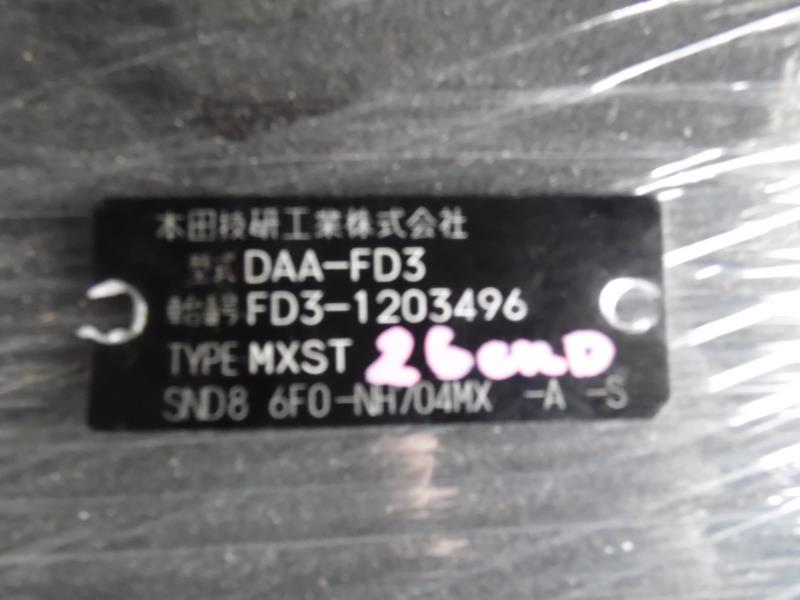 本田技研工業株式会社
型式 DAA-FD3
車台番号 FD3-1203496
TYPE MXST
SND8 6F0-NH704MX -A -S